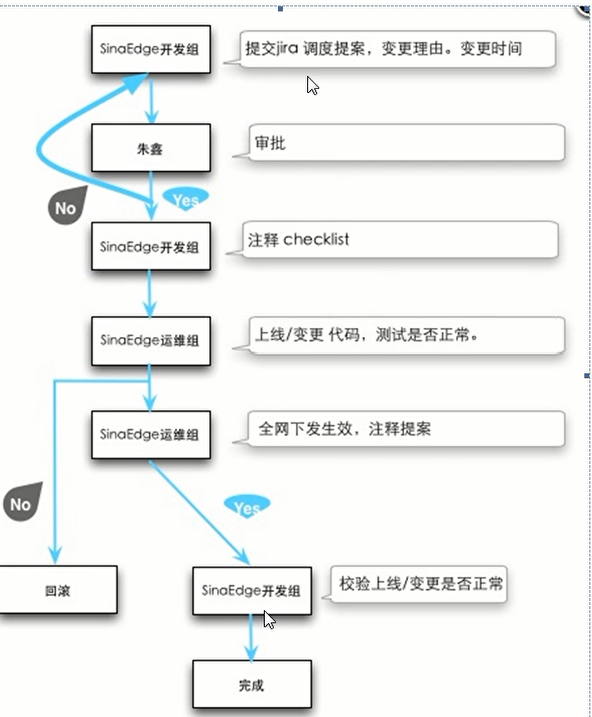 SinaEdge开发组
提交jira 调度提案，变更理由。变更时间
朱鑫
审批
No
Yes
SinaEdge开发组
注释 checklist
SinaEdge运维组
上线/变更 代码，测试是否正常。
SinaEdge运维组
全网下发生效，注释提案
No
Yes
回滚
SinaEdge开发组
校验上线/变更是否正常
完成